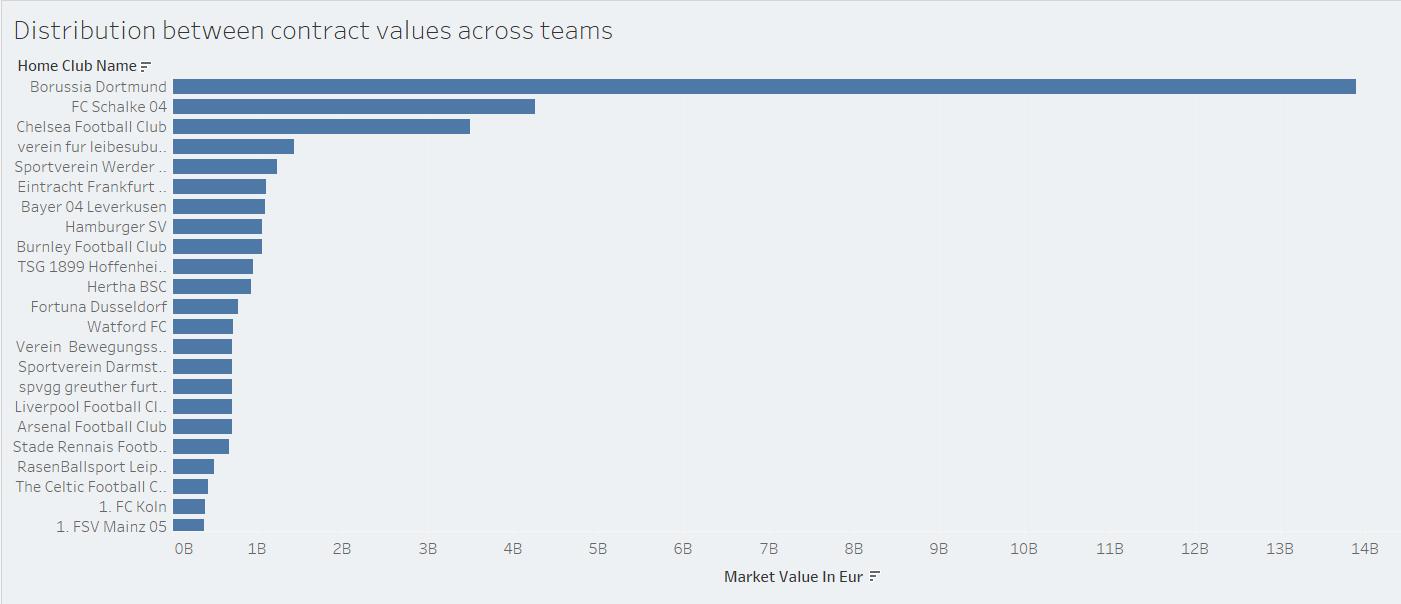 Distribution between contract values across teams
Home Club Name
Borussia Dortmund
FC Schalke 04
Chelsea Football Club
verein fur leibesubu..
Sportverein Werder ..
Eintracht Frankfurt ..
Bayer 04 Leverkusen
Hamburger SV
Burnley Football Club
TSG 1899 Hoffenhei..
Hertha BSC
Fortuna Dusseldorf
Watford FC
Verein  Bewegungss..
Sportverein Darmst..
spvgg greuther furt..
Liverpool Football Cl..
Arsenal Football Club
Stade Rennais Footb..
RasenBallsport Leip..
The Celtic Football C..
1. FC Koln
1. FSV Mainz 05
0B 1B 2B 3B 4B 5B 6B 7B 8B 9B 10B 11B 12B 13B 14B
Market Value In Eur